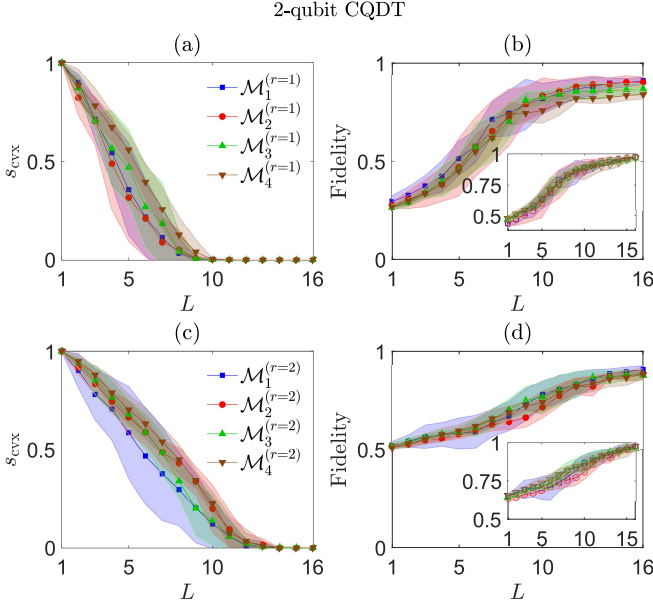 2-qubit CQDT
(a)
1
0.5
0
s_cvx
1 5 10 16
L
M_1^(r=1)
M_2^(r=1)
M_3^(r=1)
M_4^(r=1)
(b)
1
0.5
0
Fidelity
1 5 10 16
L
1
0.75
0.5
1 5 10 15
(c)
1
0.5
0
s_cvx
1 5 10 16
L
M_1^(r=2)
M_2^(r=2)
M_3^(r=2)
M_4^(r=2)
(d)
1
0.5
0
Fidelity
1 5 10 16
L
1
0.75
0.5
1 5 10 15